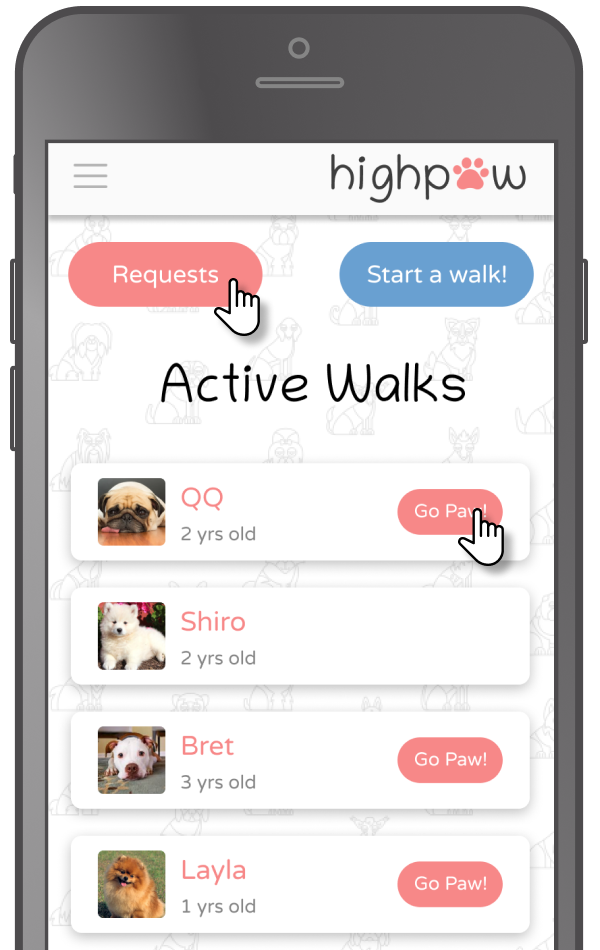 highpaw
Requests
Start a walk!
Active Walks
QQ
Go Paw!
2 yrs old
Shiro
2 yrs old
Bret
Go Paw!
3 yrs old
Layla
Go Paw!
1 yrs old